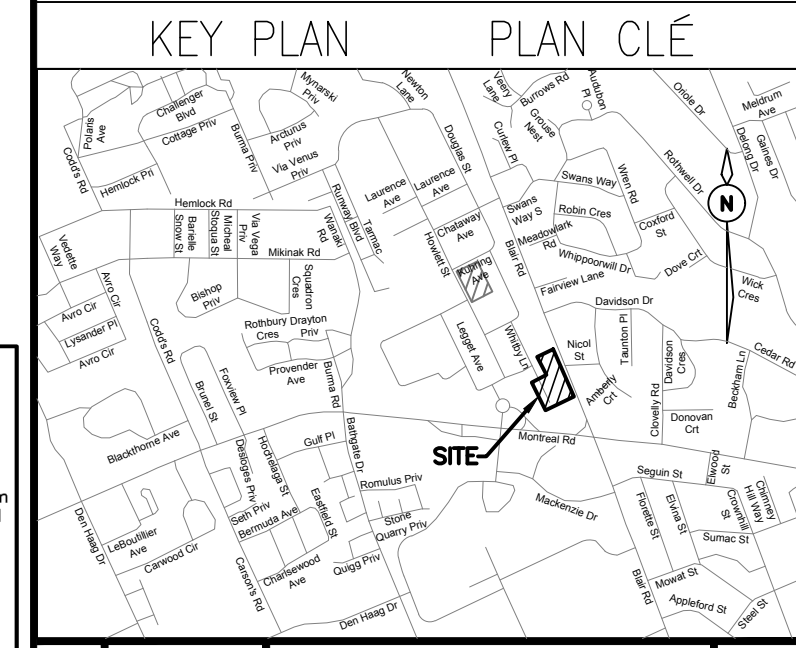 KEY PLAN
PLAN CLÉ
Polaris
Ave
Challenger
Blvd
Cottage Priv
Mynarski
Priv
Newton
Lane
Veery
Lane
Burrows Rd
Audubon
Pl
Oriole Dr
Meldrum
Ave
Codd's Rd
Hemlock Pri
Burma Priv
Arcturus
Priv
Via Venus
Priv
Douglas St
Curlew Pl
Grouse
Nest
Delong Dr
Gaines Dr
Rothwell Dr
Hemlock Rd
Laurence
Ave
Laurence
Ave
Swans Way
Wren Rd
N
Vedette
Way
Barielle
Snow St
Micheal
Stoqua St
Via Vega
Priv
Mikinak Rd
Wanaki
Rd
Runway Blvd
Tarmac
Chataway
Ave
Howlett St
Swans
Way S
Meadowlark
Rd
Robin Cres
Coxford
St
Blair Rd
Whippoorwill Dr
Dove Crt
Avro Cir
Avro Cir
Lysander Pl
Avro Cir
Bishop
Priv
Squadron
Cres
Ave
Fairview Lane
Davidson Dr
Wick
Cres
Codd's Rd
Rothbury
Cres
Drayton
Priv
Provender
Ave
Burma Rd
Legget Ave
Whitby Ln
Nicol
St
Taunton Pl
Davidson
Cres
Cedar Rd
Brunel St
Foxview Pl
Amberly
Crt
Clovelly Rd
Beckham Ln
Donovan
Crt
Blackthorne Ave
Desloges Priv
Hochelaga St
Gulf Pl
Bathgate Dr
SITE
Montreal Rd
Seguin St
Elwood
St
Den Haag Dr
LeBoutillier
Ave
Carwood Cir
Seth Priv
Bermuda Ave
Eastfield St
Romulus Priv
Stone
Quarry Priv
Mackenzie Dr
Florette St
Elvina St
Crownhill
St
Chimney
Hill Way
Sumac St
Carson's Rd
Charlsewood
Ave
Quigg Priv
Den Haag Dr
Blair Rd
Mowat St
Appleford St
Steel St